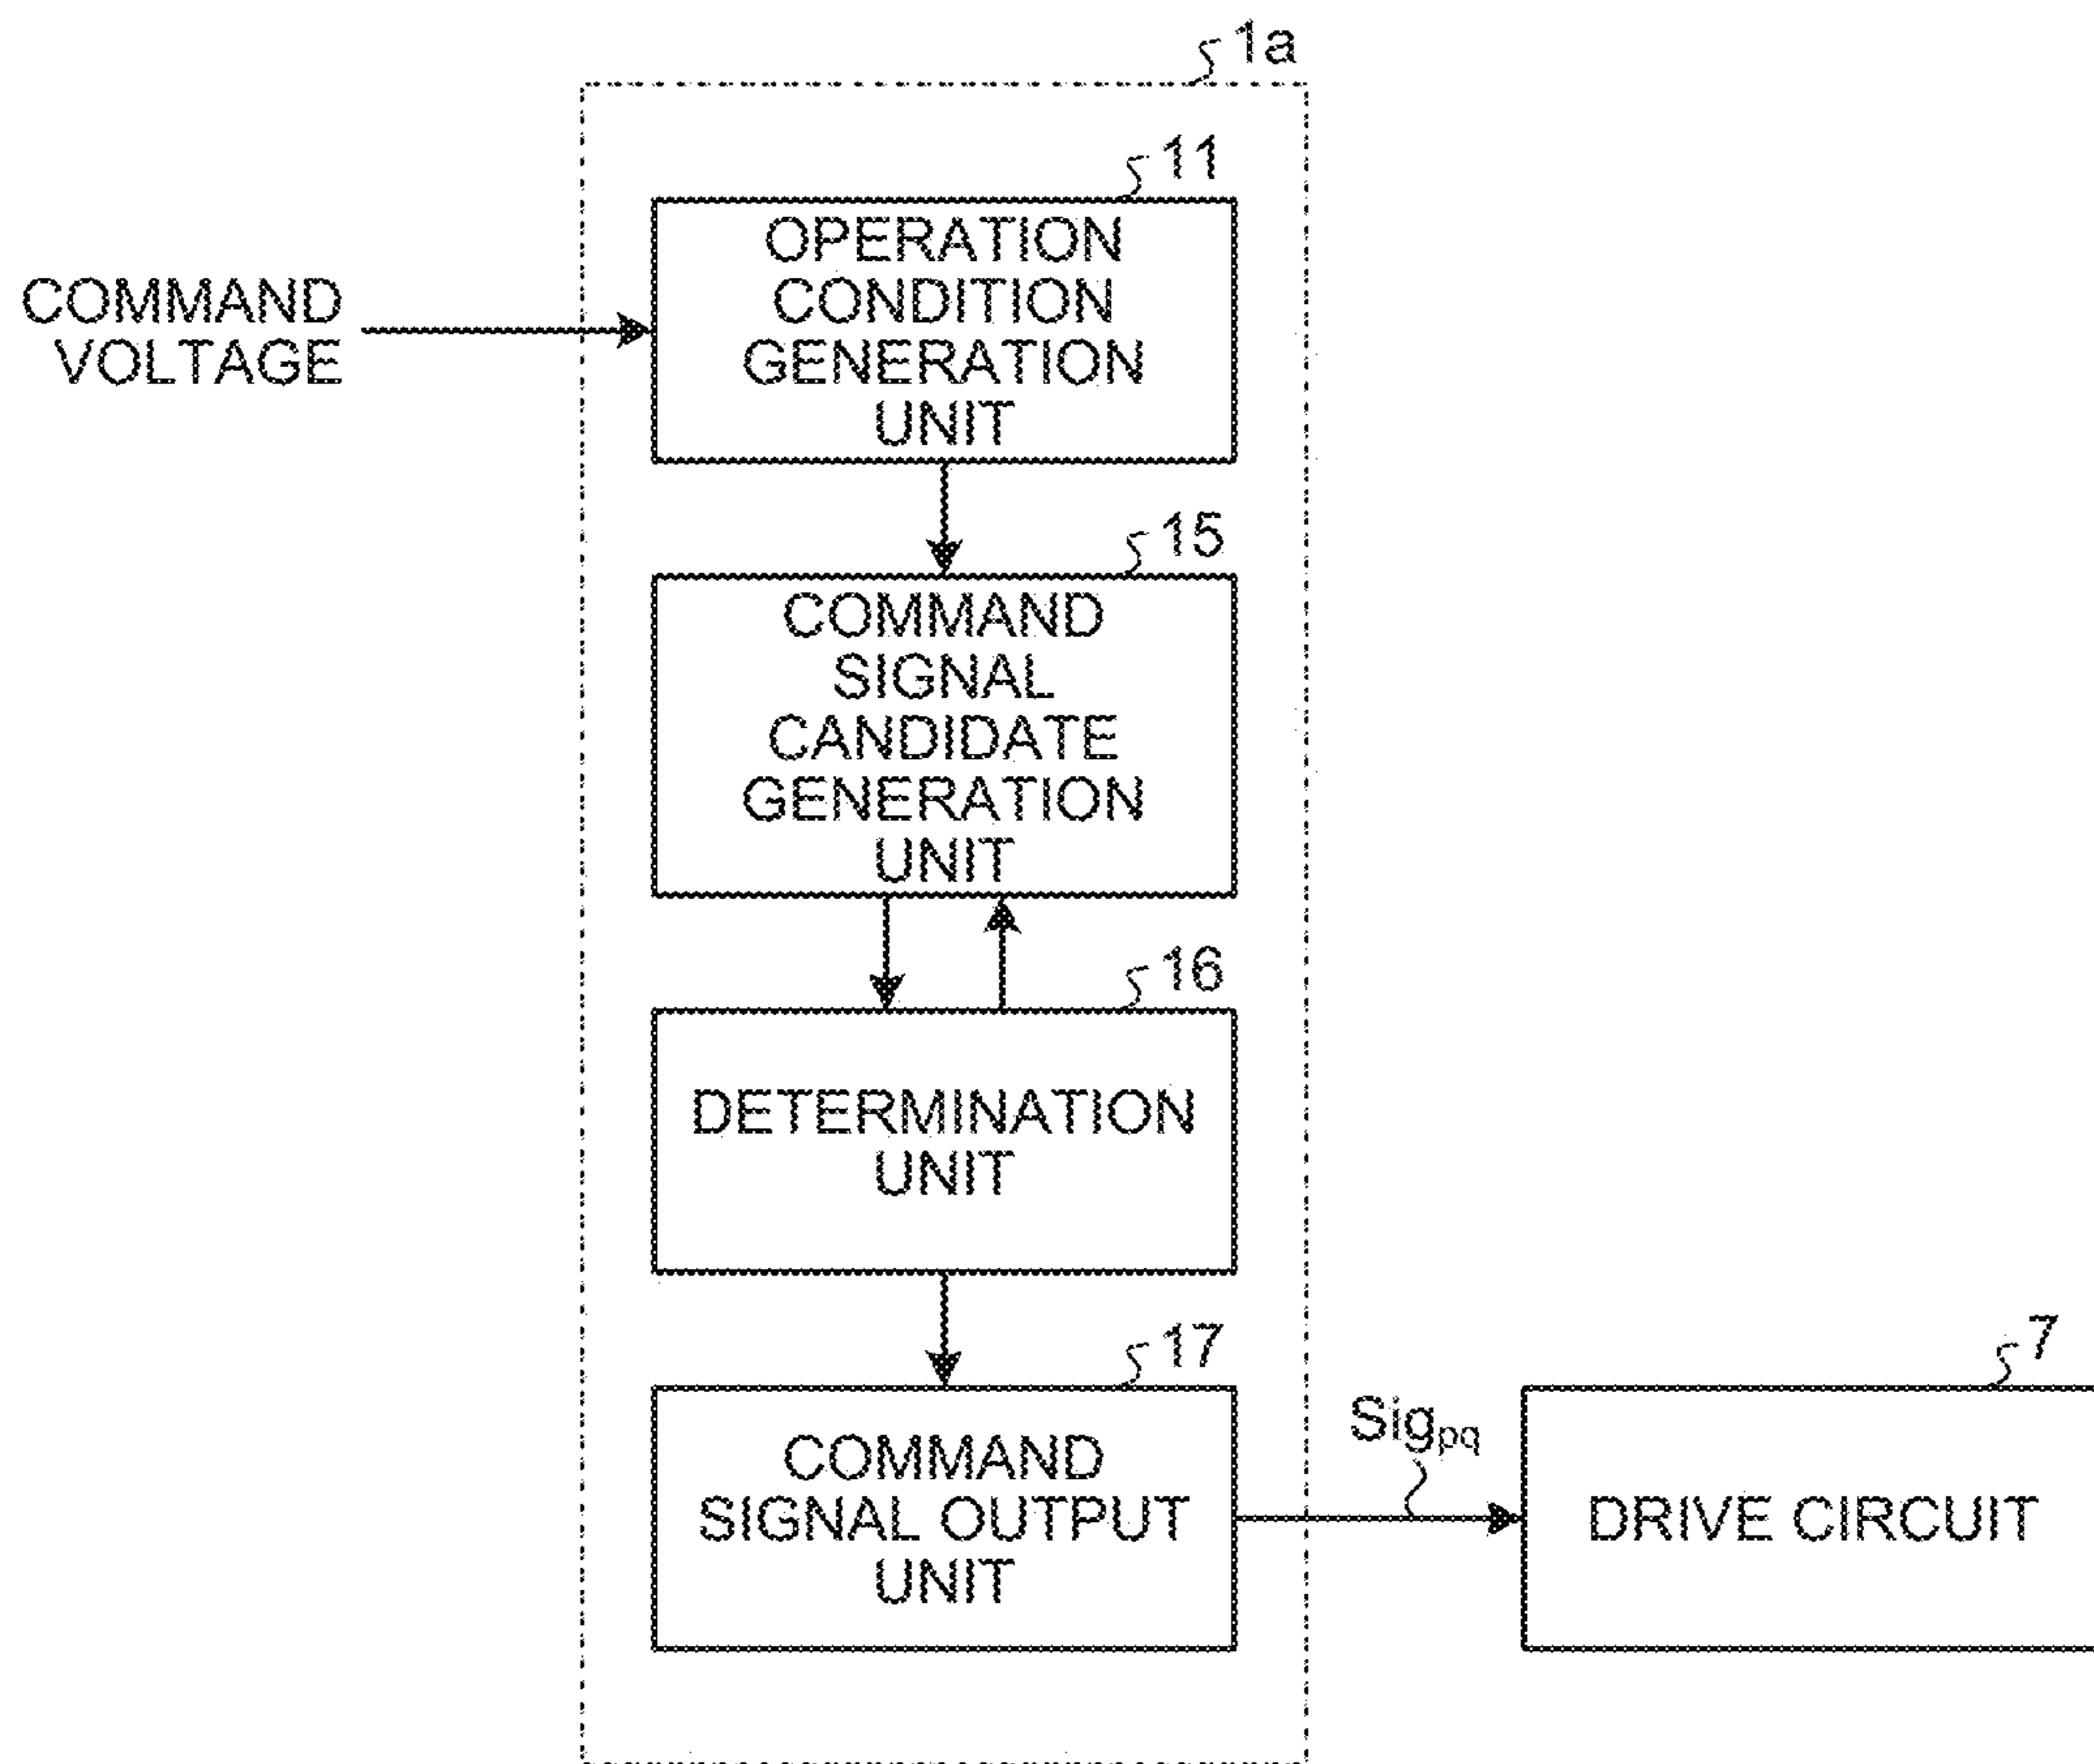 1a
11
OPERATION
CONDITION
GENERATION
UNIT
COMMAND
VOLTAGE
15
COMMAND
SIGNAL
CANDIDATE
GENERATION
UNIT
16
DETERMINATION
UNIT
17
COMMAND
SIGNAL OUTPUT
UNIT
Sigpq
7
DRIVE CIRCUIT